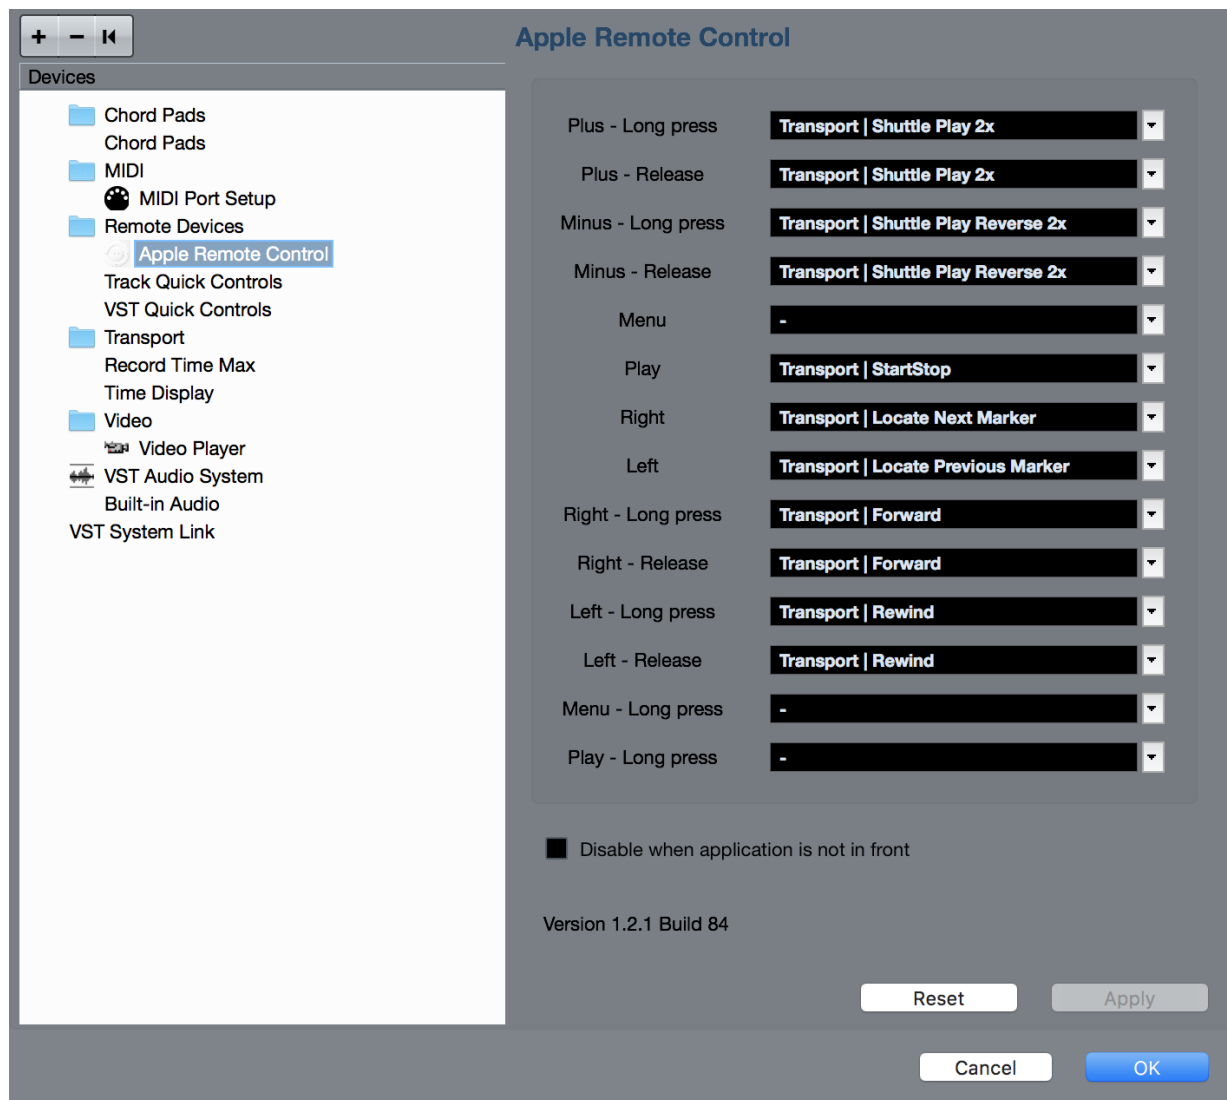 Apple Remote Control
Devices
Chord Pads
Chord Pads
MIDI
MIDI Port Setup
Remote Devices
Apple Remote Control
Track Quick Controls
VST Quick Controls
Transport
Record Time Max
Time Display
Video
Video Player
VST Audio System
Built-in Audio
VST System Link
Plus - Long press Transport | Shuttle Play 2x
Plus - Release Transport | Shuttle Play 2x
Minus - Long press Transport | Shuttle Play Reverse 2x
Minus - Release Transport | Shuttle Play Reverse 2x
Menu -
Play Transport | StartStop
Right Transport | Locate Next Marker
Left Transport | Locate Previous Marker
Right - Long press Transport | Forward
Right - Release Transport | Forward
Left - Long press Transport | Rewind
Left - Release Transport | Rewind
Menu - Long press -
Play - Long press -
Disable when application is not in front
Version 1.2.1 Build 84
Reset Apply
Cancel OK